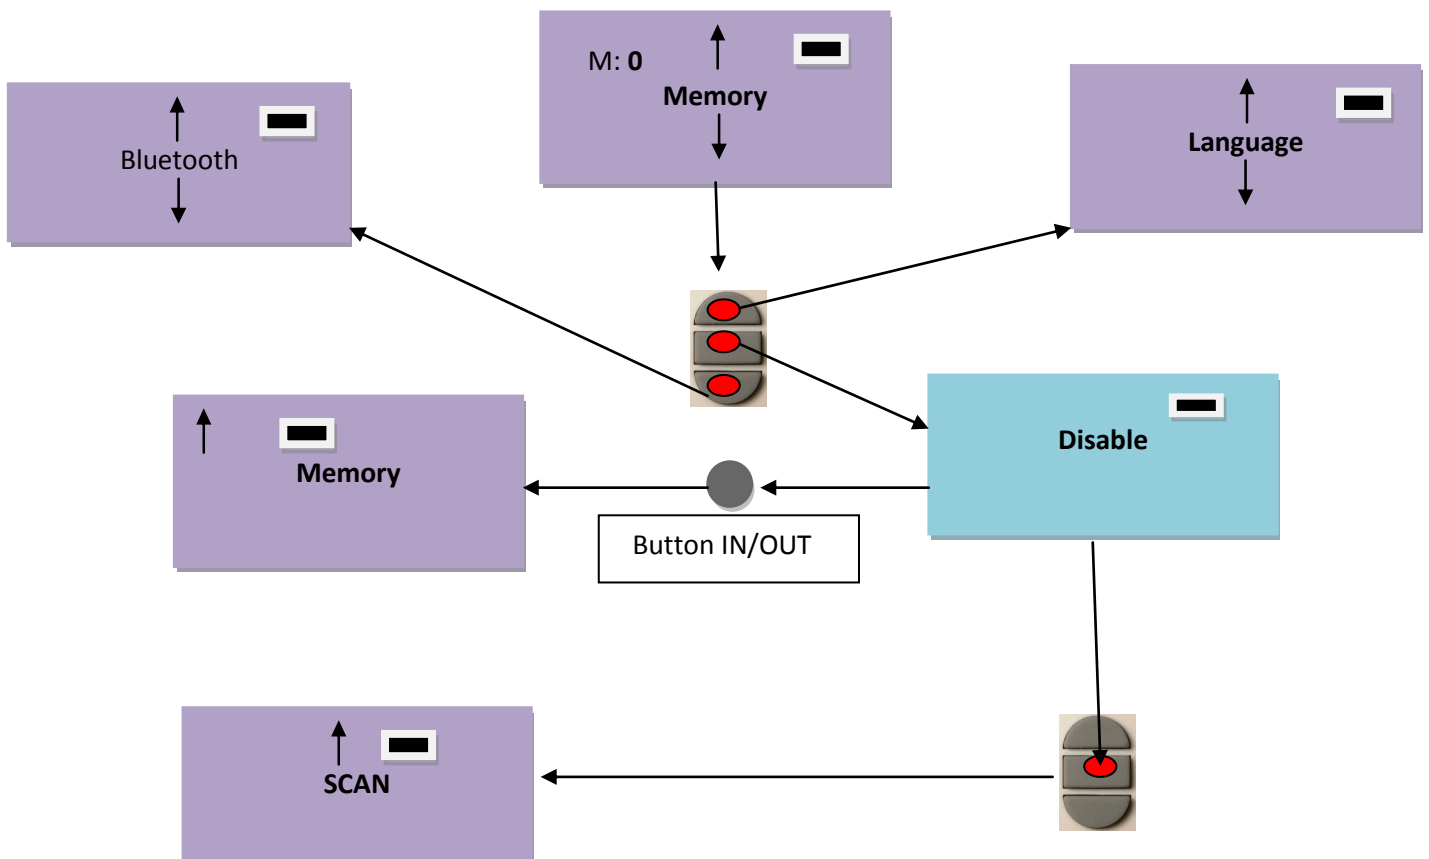 M: 0
Memory
Language
Bluetooth
Disable
Memory
Button IN/OUT
SCAN